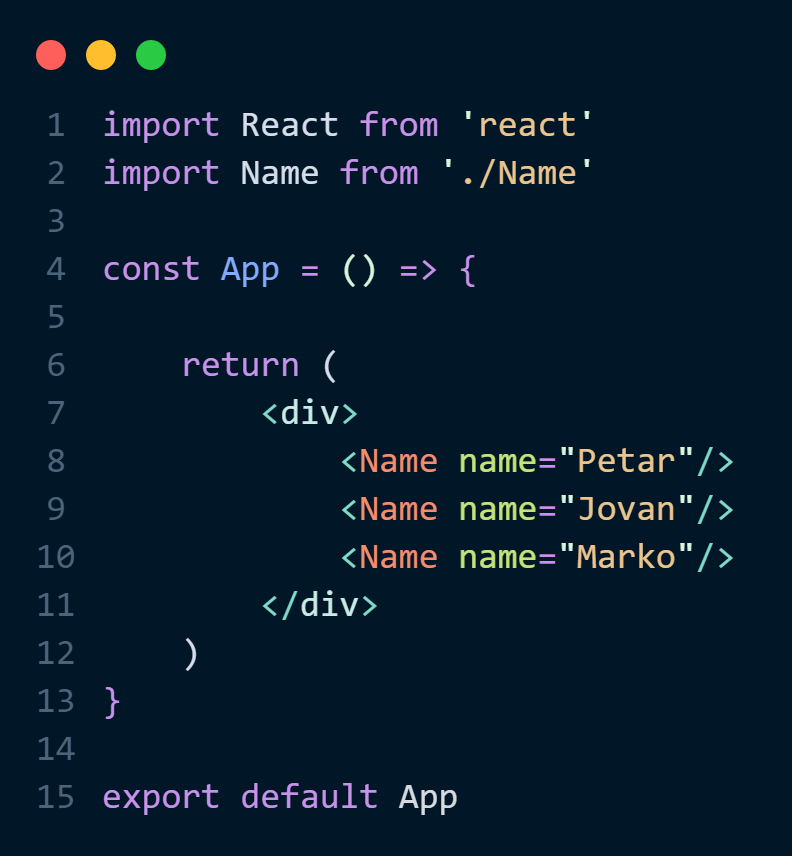 1 import React from 'react'
2 import Name from './Name'
3
4 const App = () => {
5
6     return (
7         <div>
8             <Name name="Petar"/>
9             <Name name="Jovan"/>
10             <Name name="Marko"/>
11         </div>
12     )
13 }
14
15 export default App